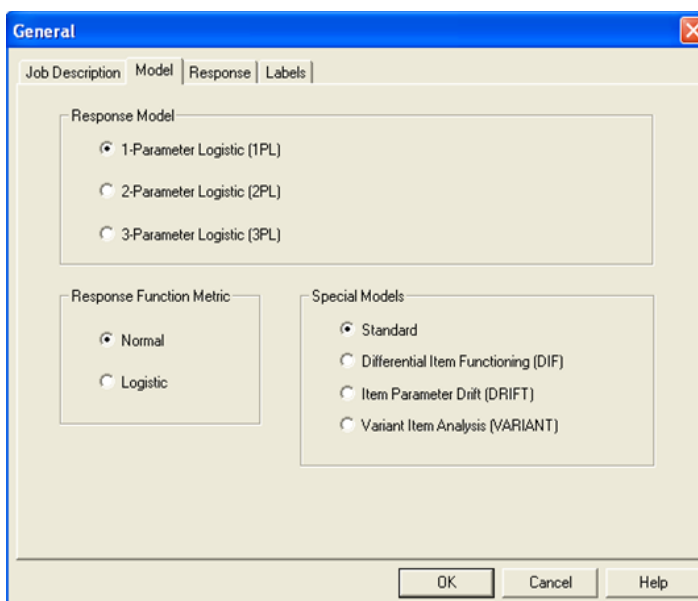 General
Job Description Model Response Labels
Response Model
1-Parameter Logistic (1PL)
2-Parameter Logistic (2PL)
3-Parameter Logistic (3PL)
Response Function Metric
Normal
Logistic
Special Models
Standard
Differential Item Functioning (DIF)
Item Parameter Drift (DRIFT)
Variant Item Analysis (VARIANT)
OK Cancel Help